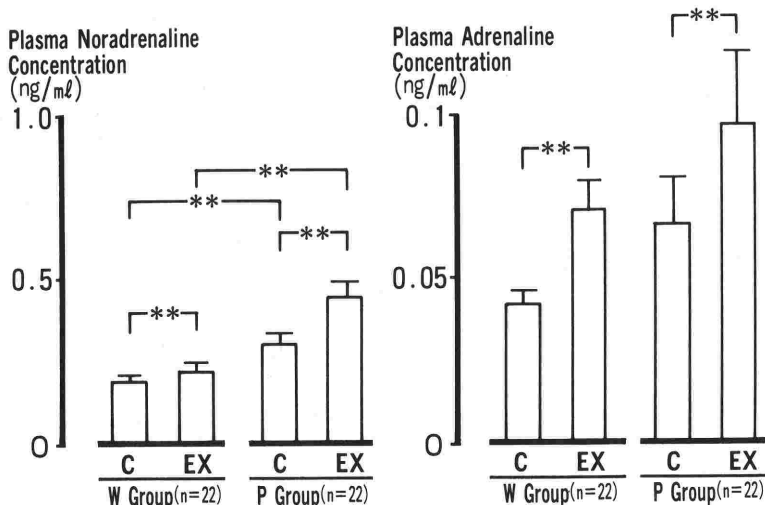 Plasma Noradrenaline
Concentration
(ng/mℓ)
1.0
0.5
0
**
**
**
**
C EX C EX
W Group(n=22) P Group(n=22)
Plasma Adrenaline
Concentration
(ng/mℓ)
0.1
0.05
0
**
**
C EX C EX
W Group(n=22) P Group(n=22)